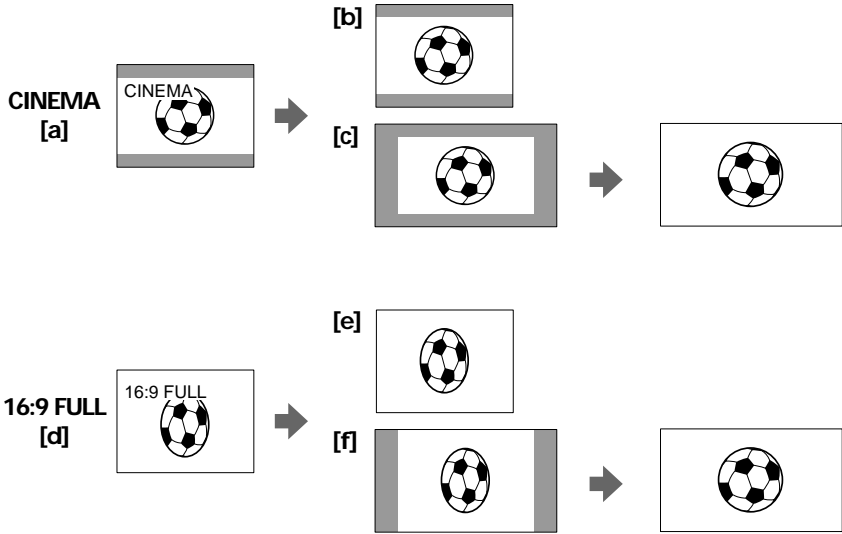 [b]
CINEMA
CINEMA
[a]
[c]
[e]
16:9 FULL
16:9 FULL
[d]
[f]